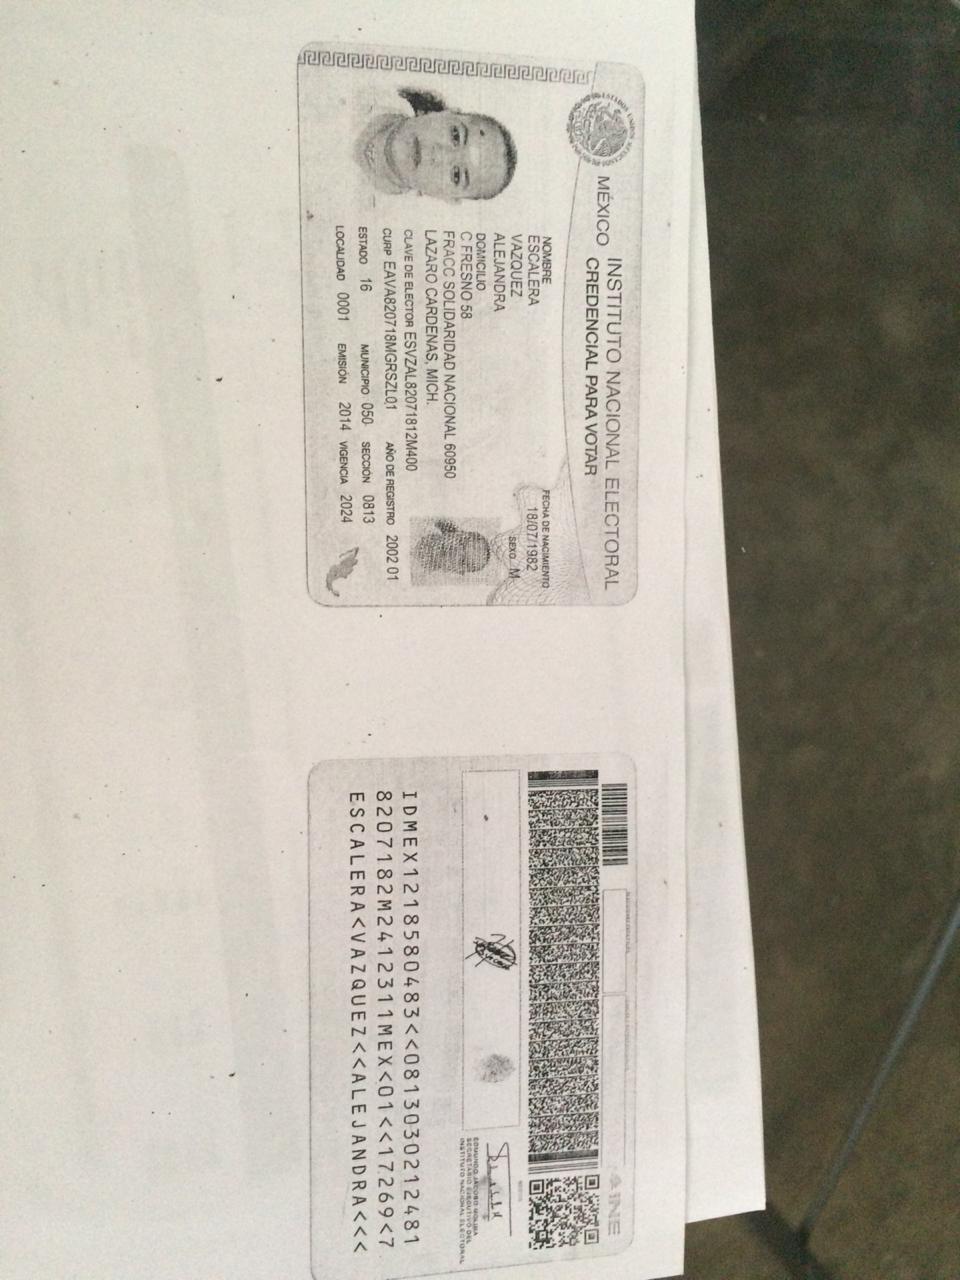 MÉXICO INSTITUTO NACIONAL ELECTORAL
CREDENCIAL PARA VOTAR
NOMBRE
ESCALERA
VAZQUEZ
ALEJANDRA
FECHA DE NACIMIENTO
18/07/1982
SEXO M
DOMICILIO
C FRESNO 58
FRACC SOLIDARIDAD NACIONAL 60950
LAZARO CARDENAS, MICH.
CLAVE DE ELECTOR ESVZAL82071812M400
CURP EAVA820718MGRSZL01 AÑO DE REGISTRO 2002 01
ESTADO 16 MUNICIPIO 050 SECCIÓN 0813
LOCALIDAD 0001 EMISIÓN 2014 VIGENCIA 2024
INE
EDMUNDO JACOBO MOLINA
SECRETARIO EJECUTIVO DEL
INSTITUTO NACIONAL ELECTORAL
IDMEX1218580483<<0813030212481
8207182M2412311MEX<01<<17269<7
ESCALERA<VAZQUEZ<<ALEJANDRA<<<